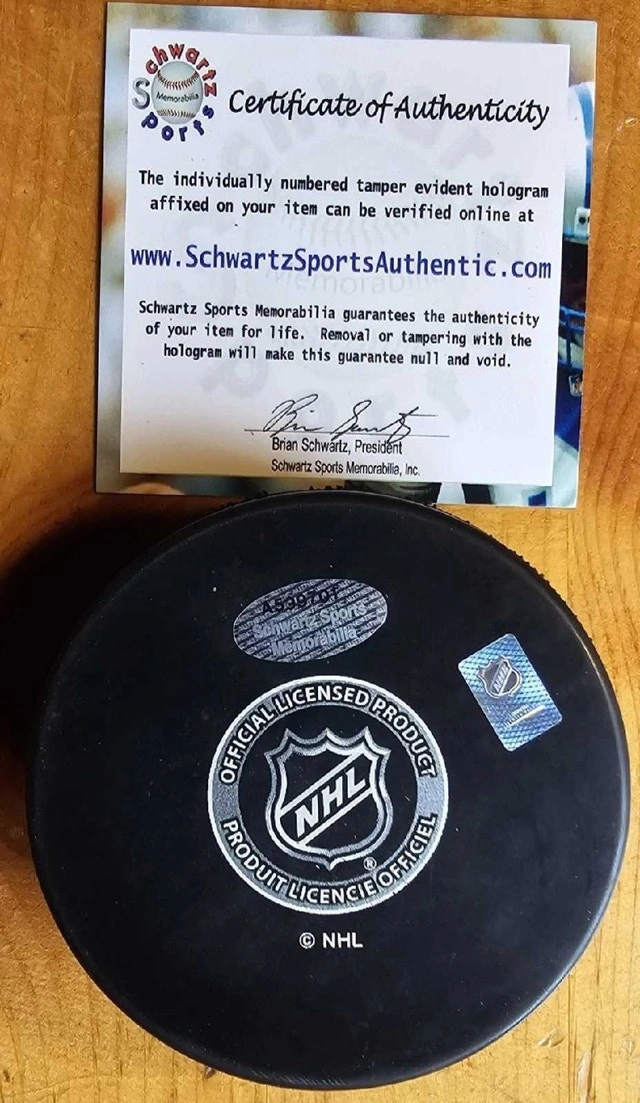 Schwartz
Sports
Memorabilia
Certificate of Authenticity
The individually numbered tamper evident hologram
affixed on your item can be verified online at
www.SchwartzSportsAuthentic.com
Schwartz Sports Memorabilia guarantees the authenticity
of your item for life. Removal or tampering with the
hologram will make this guarantee null and void.
Brian Schwartz, President
Schwartz Sports Memorabilia, Inc.
Schwartz Sports
Memorabilia
NHL
OFFICIAL LICENSED PRODUCT
NHL
®
PRODUIT LICENCIE OFFICIEL
© NHL